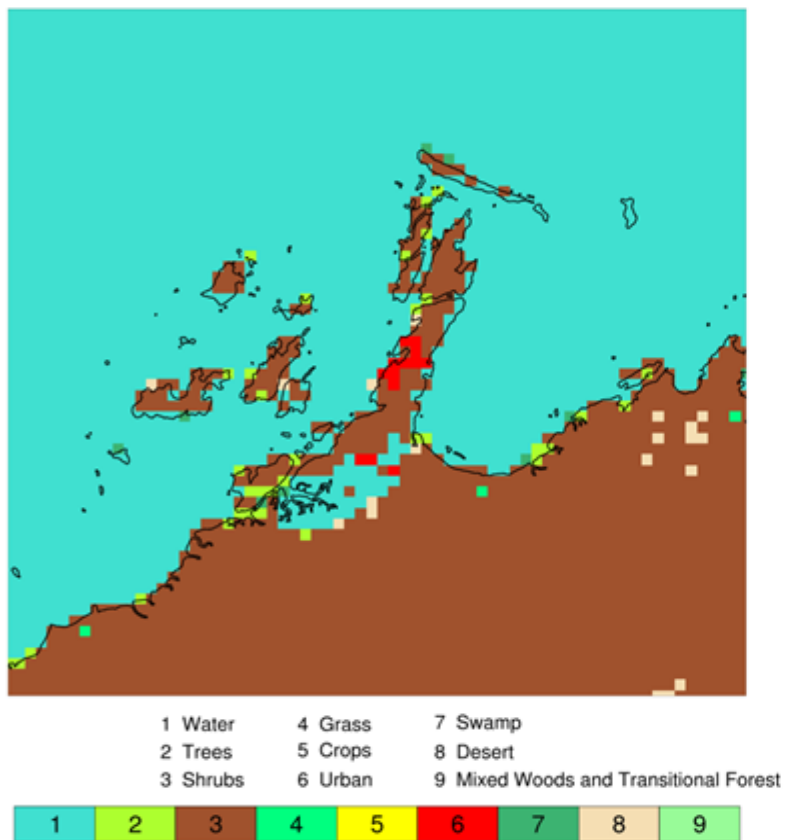 1 Water 4 Grass 7 Swamp
2 Trees 5 Crops 8 Desert
3 Shrubs 6 Urban 9 Mixed Woods and Transitional Forest
1 2 3 4 5 6 7 8 9